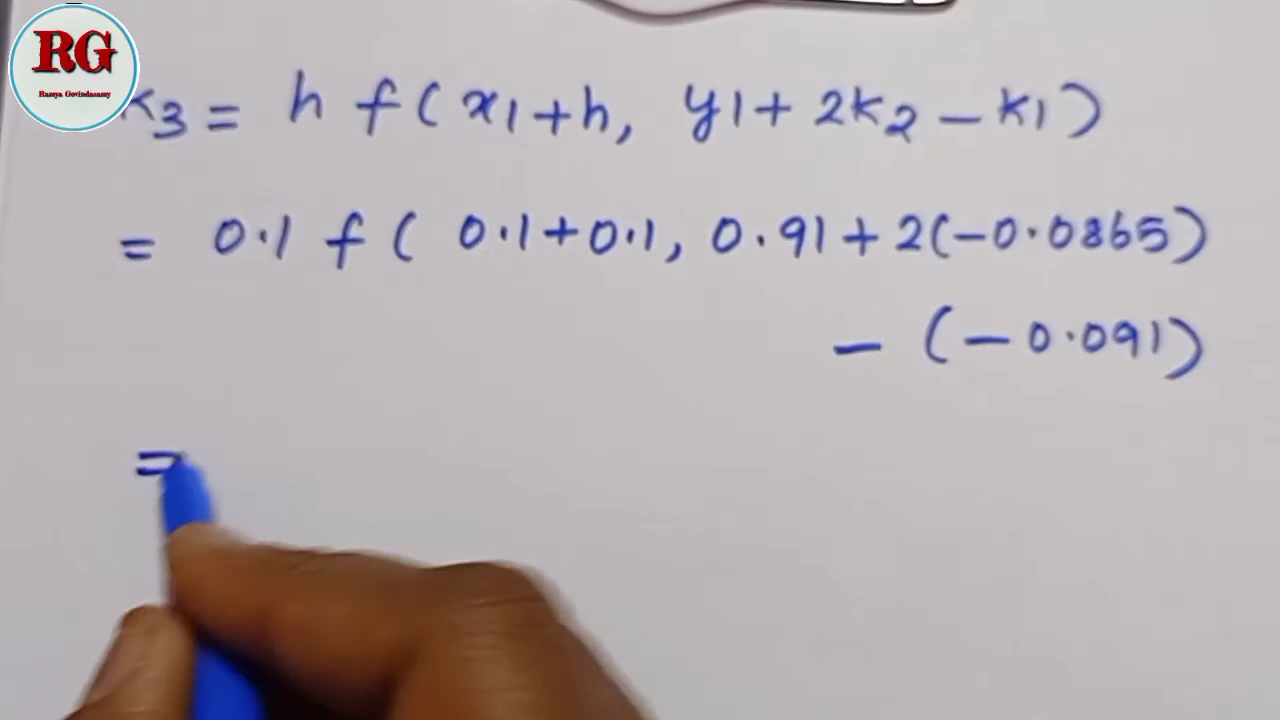 RG
Ramya Govindasamy
K3 = h f ( x1 + h, y1 + 2k2 - k1 )
= 0.1 f ( 0.1 + 0.1, 0.91 + 2(-0.0865)
- (-0.091)
=